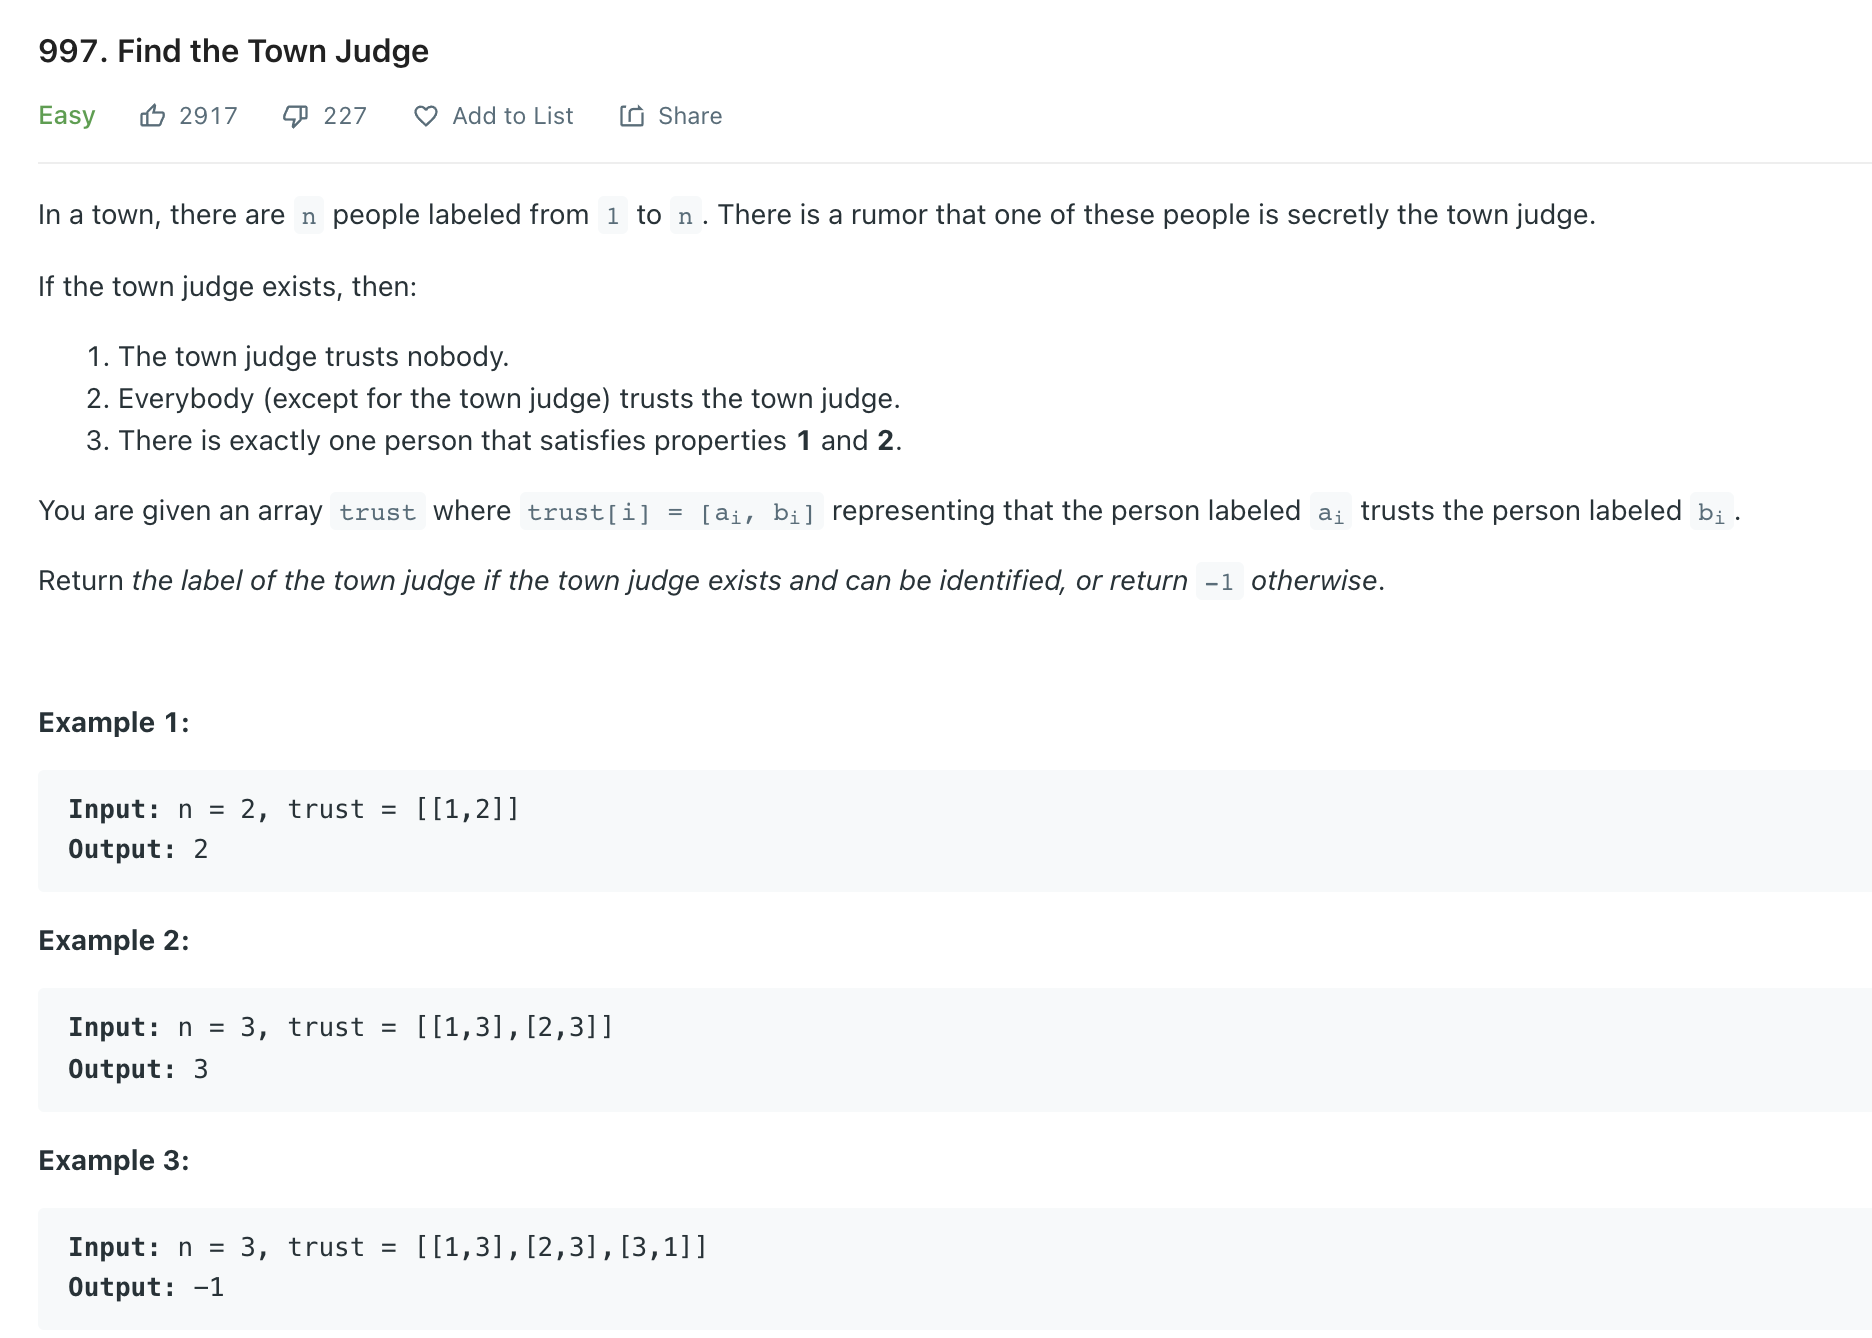 997. Find the Town Judge
Easy 2917 227 Add to List Share
In a town, there are n people labeled from 1 to n. There is a rumor that one of these people is secretly the town judge.
If the town judge exists, then:
1. The town judge trusts nobody.
2. Everybody (except for the town judge) trusts the town judge.
3. There is exactly one person that satisfies properties 1 and 2.
You are given an array trust where trust[i] = [aᵢ, bᵢ] representing that the person labeled aᵢ trusts the person labeled bᵢ.
Return the label of the town judge if the town judge exists and can be identified, or return -1 otherwise.
Example 1:
Input: n = 2, trust = [[1,2]]
Output: 2
Example 2:
Input: n = 3, trust = [[1,3],[2,3]]
Output: 3
Example 3:
Input: n = 3, trust = [[1,3],[2,3],[3,1]]
Output: -1